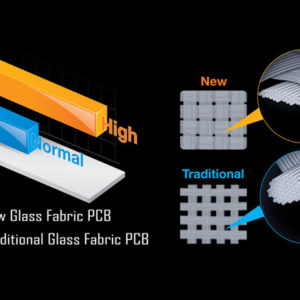 High
Normal
w Glass Fabric PCB
ditional Glass Fabric PCB
New
Traditional